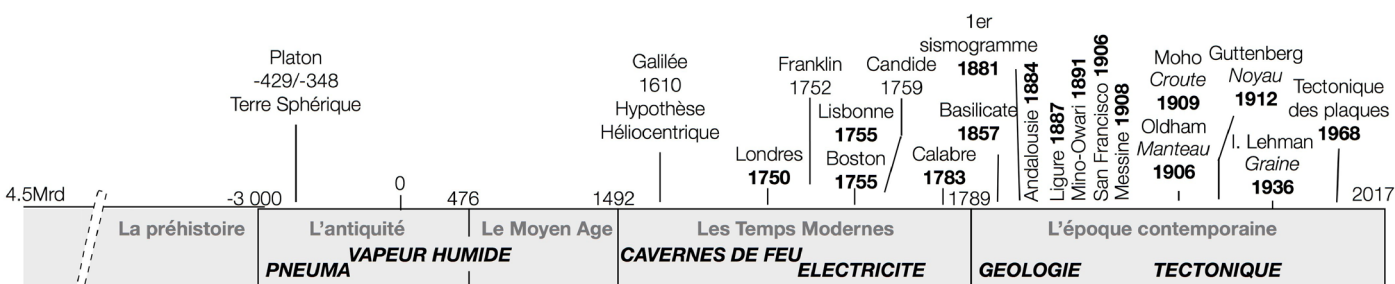 Platon
-429/-348
Terre Sphérique
Galilée
1610
Hypothèse
Héliocentrique
Londres
1750
Franklin
1752
Lisbonne
1755
Boston
1755
Candide
1759
Calabre
1783
1er
sismogramme
1881
Basilicate
1857
Andalousie 1884
Ligure 1887
Mino-Owari 1891
San Francisco 1906
Messine 1908
Moho
Croute
1909
Oldham
Manteau
1906
Guttenberg
Noyau
1912
I. Lehman
Graine
1936
Tectonique
des plaques
1968
4.5Mrd
-3 000
0
476
1492
1789
2017
La préhistoire
L'antiquité
Le Moyen Age
Les Temps Modernes
L'époque contemporaine
VAPEUR HUMIDE
CAVERNES DE FEU
PNEUMA
ELECTRICITE
GEOLOGIE
TECTONIQUE